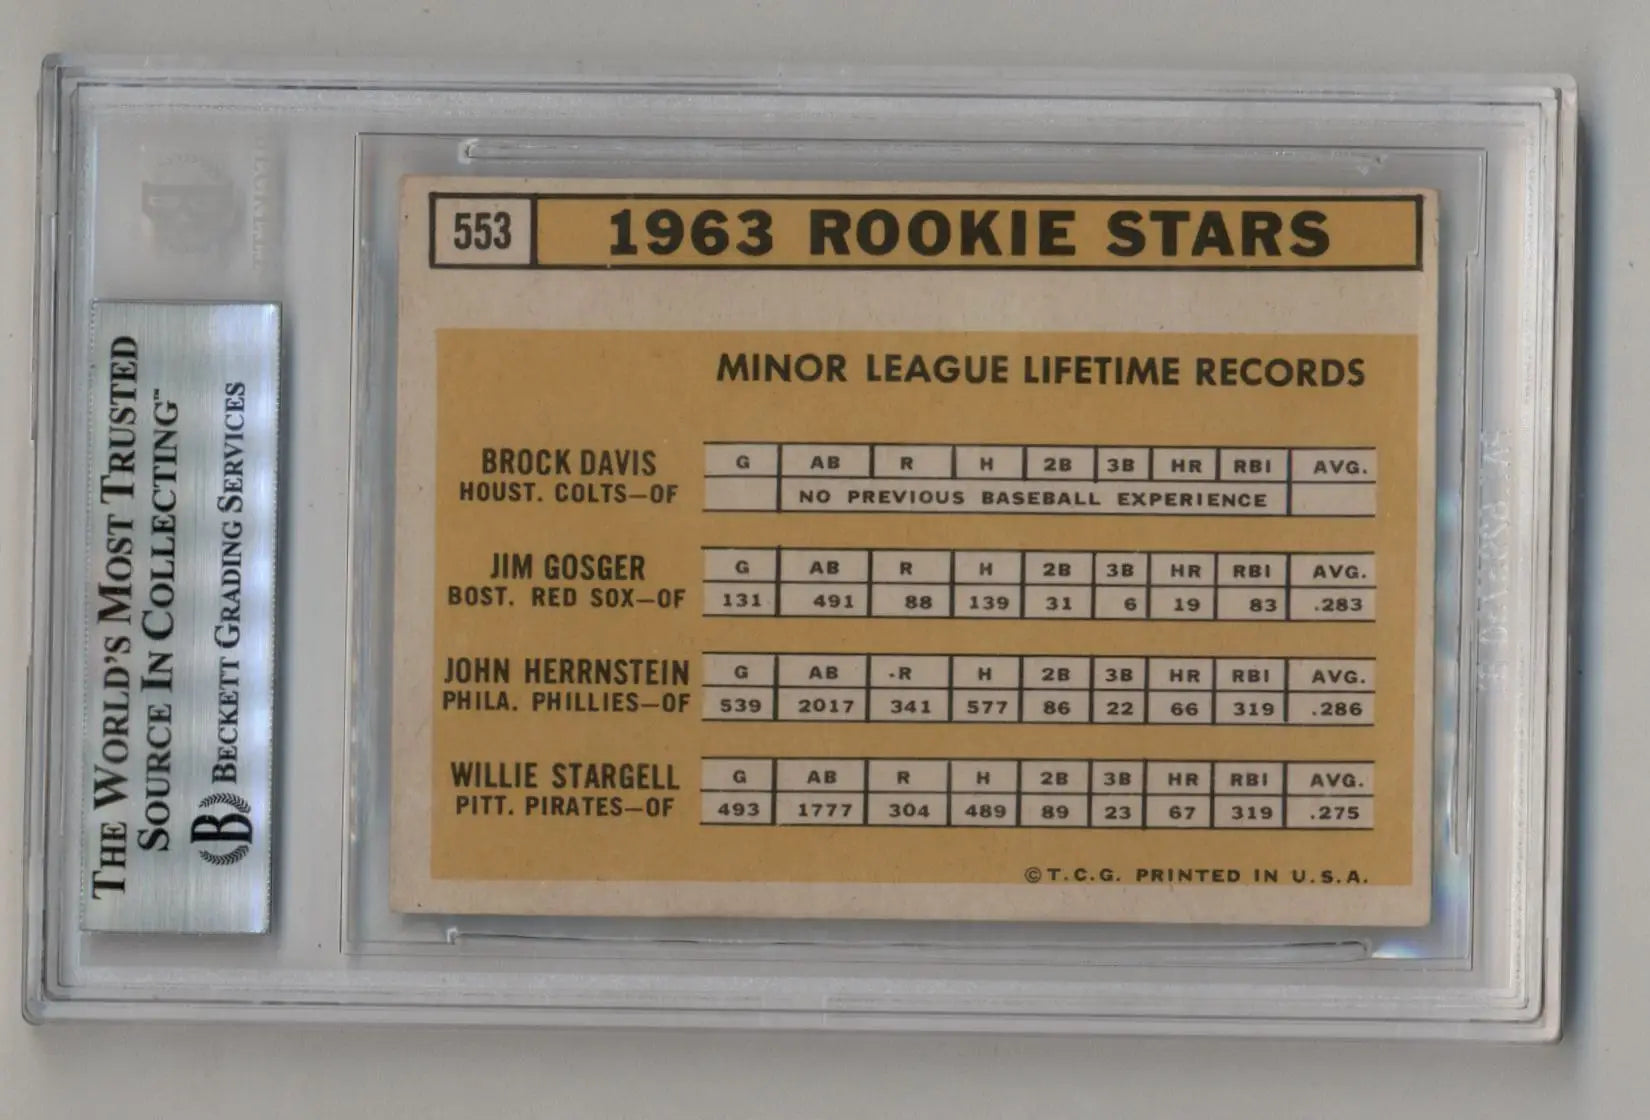 THE WORLD'S MOST TRUSTED
SOURCE IN COLLECTING™
B BECKETT GRADING SERVICES
553 1963 ROOKIE STARS
MINOR LEAGUE LIFETIME RECORDS
BROCK DAVIS G AB R H 2B 3B HR RBI AVG.
HOUST. COLTS—OF NO PREVIOUS BASEBALL EXPERIENCE
JIM GOSGER G AB R H 2B 3B HR RBI AVG.
BOST. RED SOX—OF 131 491 88 139 31 6 19 83 .283
JOHN HERRNSTEIN G AB R H 2B 3B HR RBI AVG.
PHILA. PHILLIES—OF 539 2017 341 577 86 22 66 319 .286
WILLIE STARGELL G AB R H 2B 3B HR RBI AVG.
PITT. PIRATES—OF 493 1777 304 489 89 23 67 319 .275
©T.C.G. PRINTED IN U.S.A.